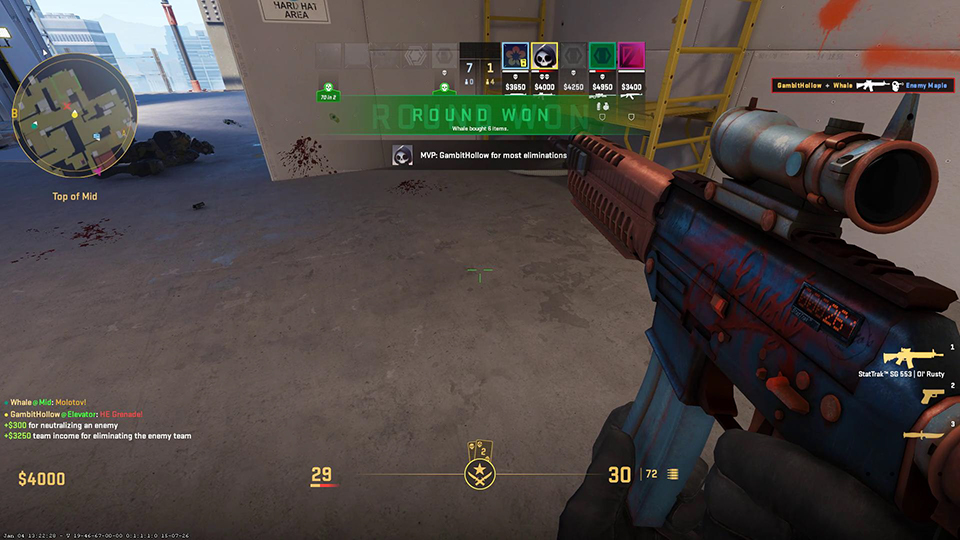 HARD HAT
AREA
7
1
0
4
$3650
$4000
$4250
$4950
$3400
70 in 2
ROUND WON
Whale bought 6 items.
MVP: GambitHollow for most eliminations
GambitHollow + Whale
Enemy Maple
B
Top of Mid
26
1
StatTrak™ SG 553 | Ol' Rusty
2
3
Whale@Mid: Molotov!
GambitHollow@Elevator: HE Grenade!
+$300 for neutralizing an enemy
+$3250 team income for eliminating the enemy team
$4000
29
2
30
72